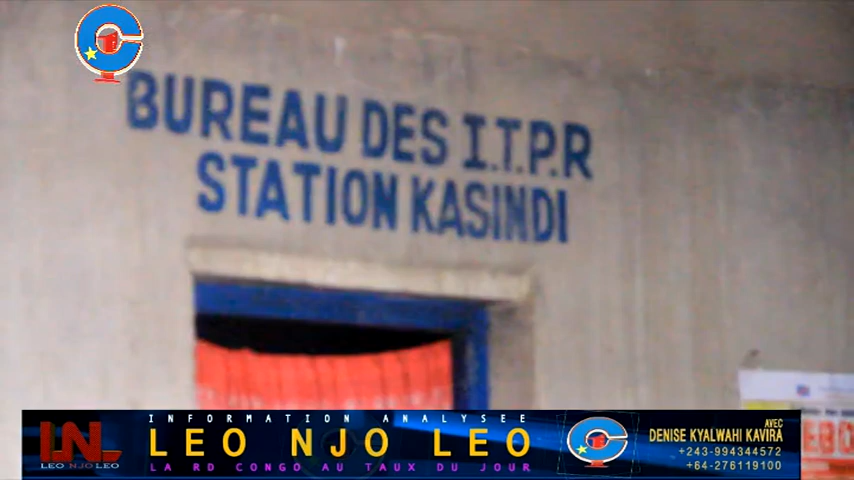 BUREAU DES I.T.P.R
STATION KASINDI
INFORMATION ANALYSEE
LNL
LEO NJO LEO
LEO NJO LEO
LA RD CONGO AU TAUX DU JOUR
AVEC
DENISE KYALWAHI KAVIRA
+243-994344572
+64-276119100